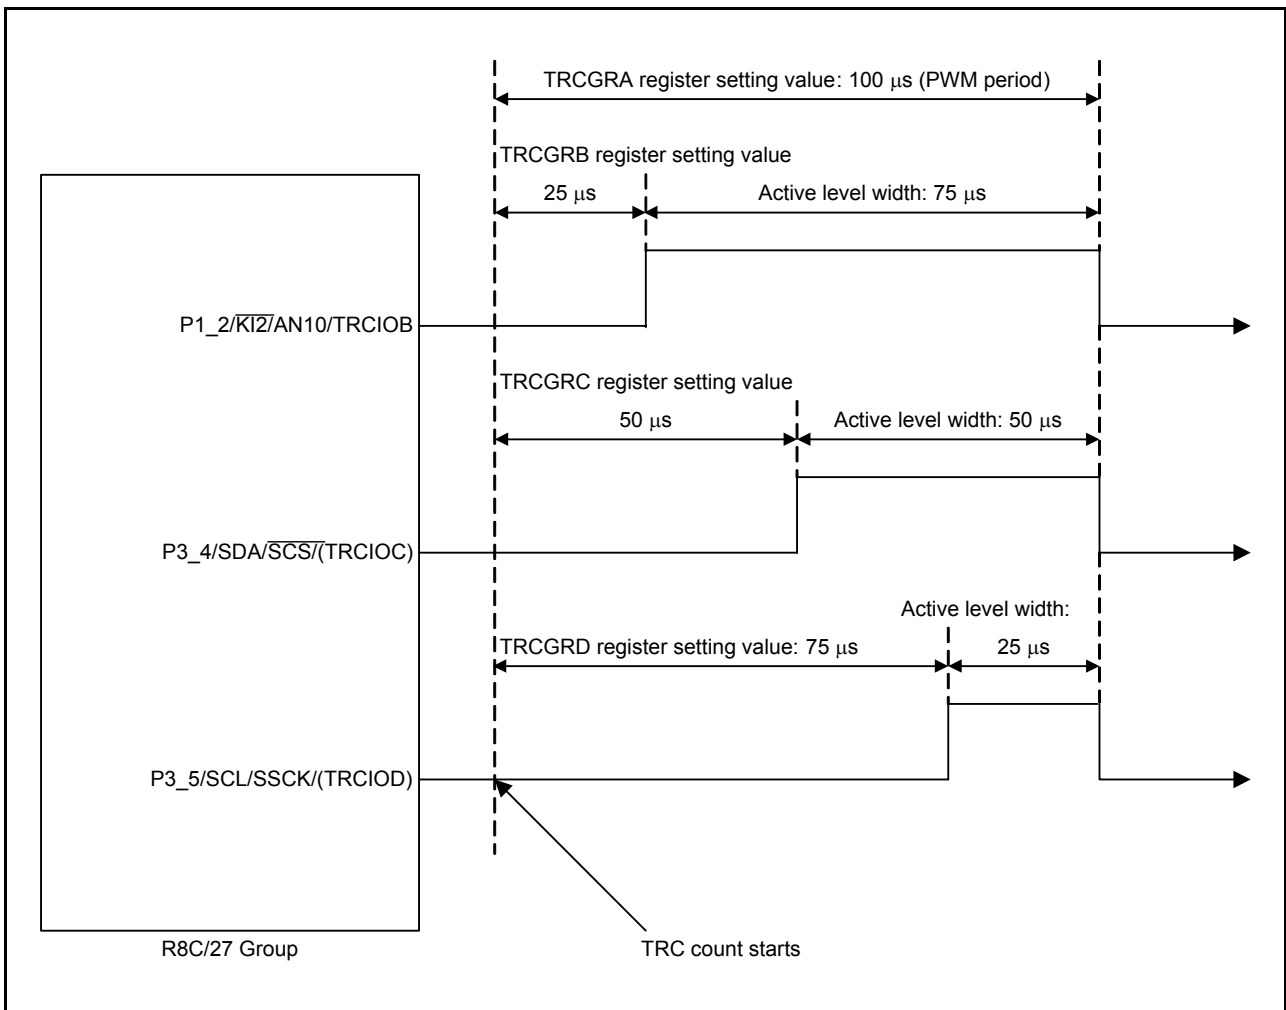 TRCGRA register setting value: 100 μs (PWM period)
TRCGRB register setting value
25 μs
Active level width: 75 μs
P1_2/KI2/AN10/TRCIOB
TRCGRC register setting value
50 μs
Active level width: 50 μs
P3_4/SDA/SCS/(TRCIOC)
Active level width:
TRCGRD register setting value: 75 μs
25 μs
P3_5/SCL/SSCK/(TRCIOD)
R8C/27 Group
TRC count starts